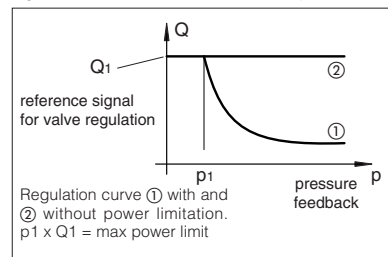 Q
Q1
②
reference signal
for valve regulation
①
p1
p
pressure
feedback
Regulation curve ① with and
② without power limitation.
p1 x Q1 = max power limit